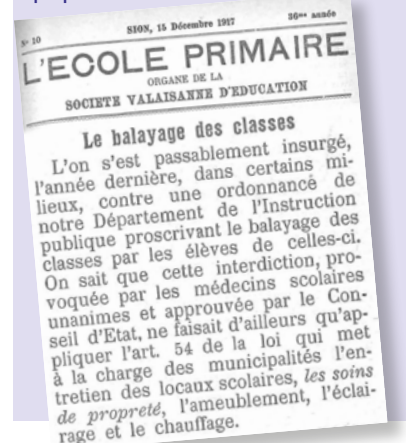 Nº 10 SION, 15 Décembre 1917 36me année
L'ECOLE PRIMAIRE
ORGANE DE LA
SOCIETE VALAISANNE D'EDUCATION
Le balayage des classes
L'on s'est passablement insurgé,
l'année dernière, dans certains mi-
lieux, contre une ordonnance de
notre Département de l'Instruction
publique proscrivant le balayage des
classes par les élèves de celles-ci.
On sait que cette interdiction, pro-
voquée par les médecins scolaires
unanimes et approuvée par le Con-
seil d'Etat, ne faisait d'ailleurs qu'ap-
pliquer l'art. 54 de la loi qui met
à la charge des municipalités l'en-
tretien des locaux scolaires, les soins
de propreté, l'ameublement, l'éclai-
rage et le chauffage.